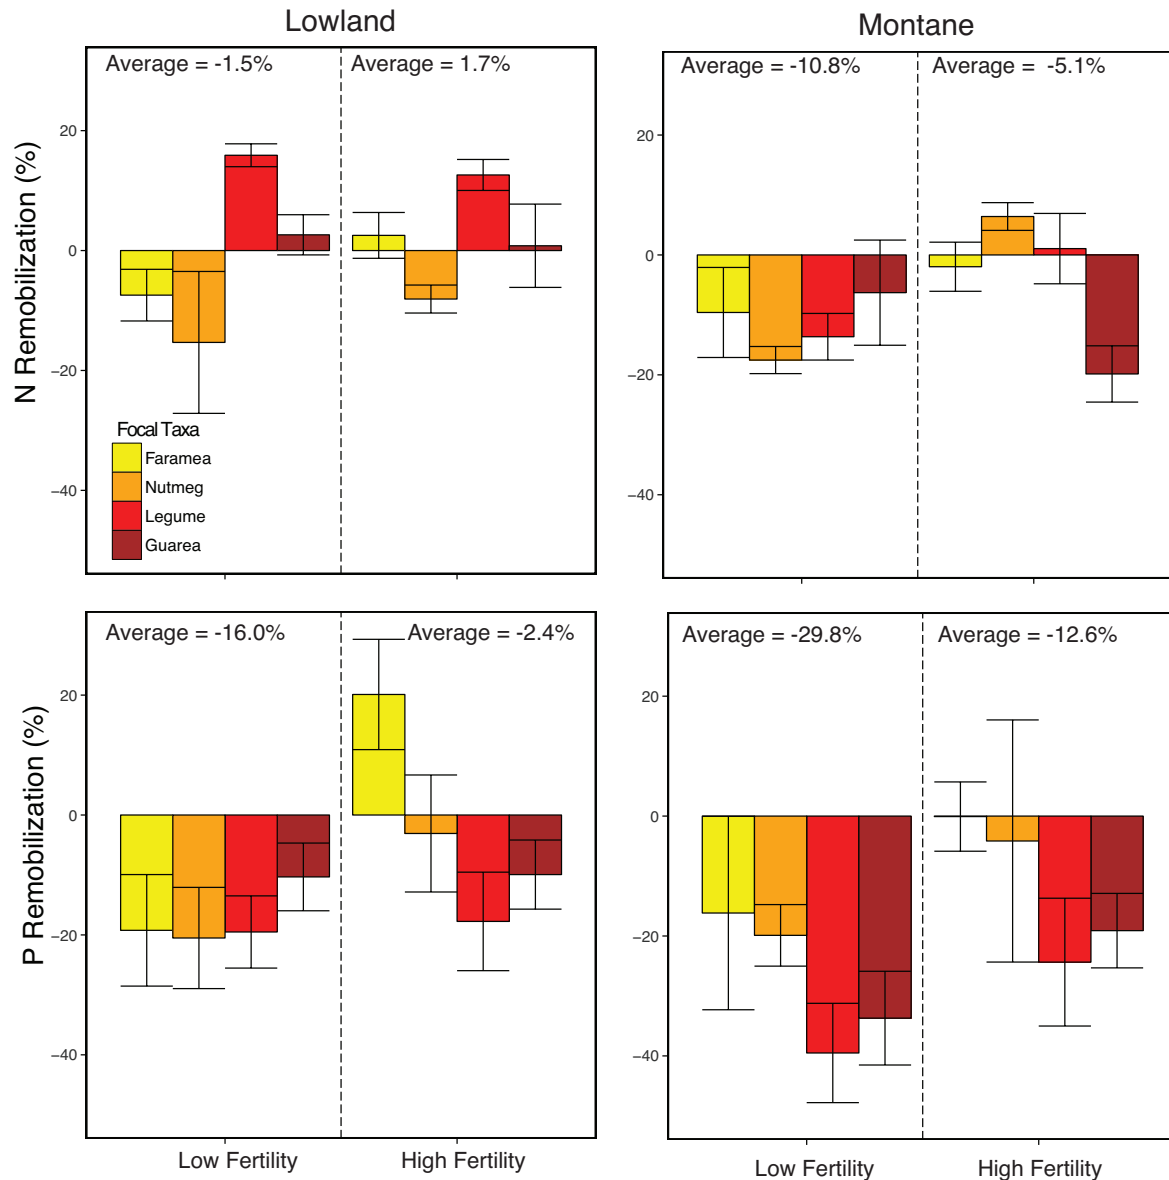 Lowland
Montane
Average = -1.5%
Average = 1.7%
Average = -10.8%
Average = -5.1%
N Remobilization (%)
20
0
−20
−40
20
0
−20
−40
Focal Taxa
Faramea
Nutmeg
Legume
Guarea
Average = -16.0%
Average = -2.4%
Average = -29.8%
Average = -12.6%
P Remobilization (%)
20
0
−20
−40
20
0
−20
−40
Low Fertility
High Fertility
Low Fertility
High Fertility